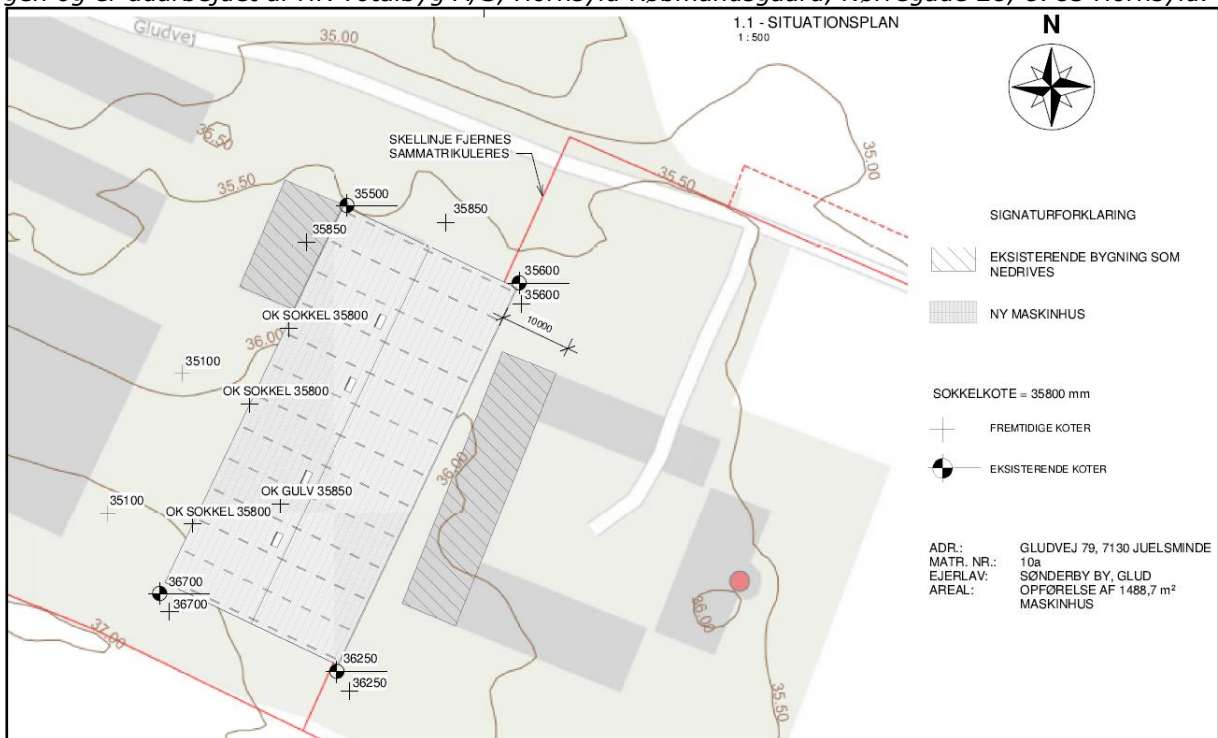 1.1 - SITUATIONSPLAN
1 : 500
N
Gludvej
35.00
35.50
35.50
35.50
35.00
SKELLINJE FJERNES
SAMMATRIKULERES
35500
35850
35850
35600
35600
10000
OK SOKKEL 35800
36.00
35100
OK SOKKEL 35800
36.00
OK GULV 35850
35100
OK SOKKEL 35800
36700
36700
37.00
36250
36250
36.00
35.50
SIGNATURFORKLARING
EKSISTERENDE BYGNING SOM
NEDRIVES
NY MASKINHUS
SOKKELKOTE = 35800 mm
FREMTIDIGE KOTER
EKSISTERENDE KOTER
ADR.: GLUDVEJ 79, 7130 JUELSMINDE
MATR. NR.: 10a
EJERLAV: SØNDERBY BY, GLUD
AREAL: OPFØRELSE AF 1488,7 m²
MASKINHUS